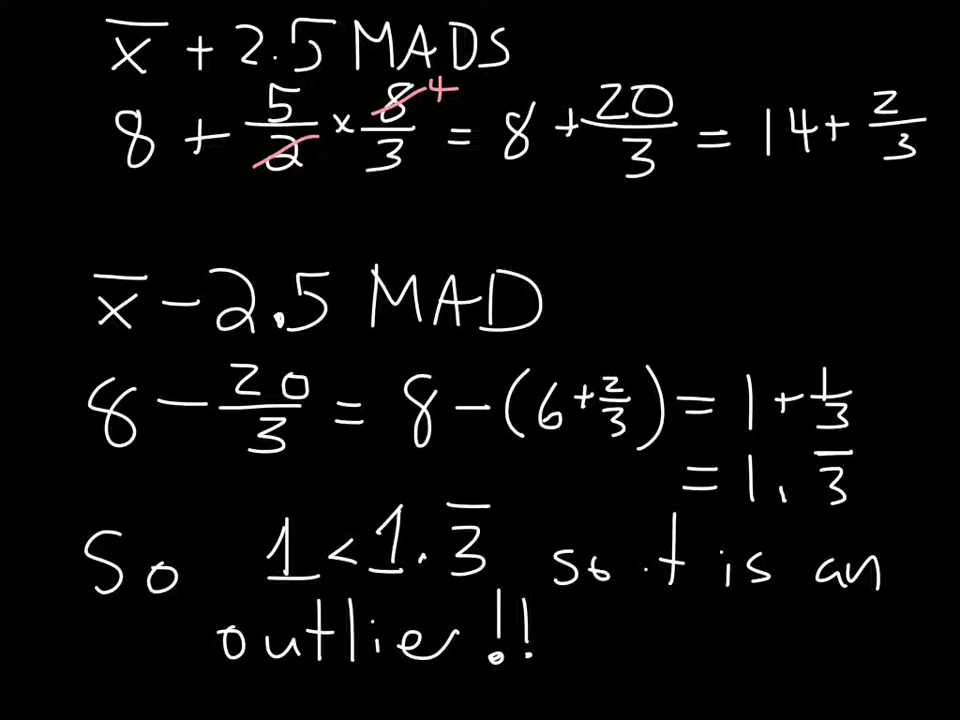 x̅ + 2.5 MADS
8 + 5/2 × 8/3 4 = 8 + 20/3 = 14 + 2/3
x̅ − 2.5 MAD
8 − 20/3 = 8 − (6 + 2/3) = 1 + 1/3
= 1.3̅
So 1 < 1.3̅ so it is an
outlier !!